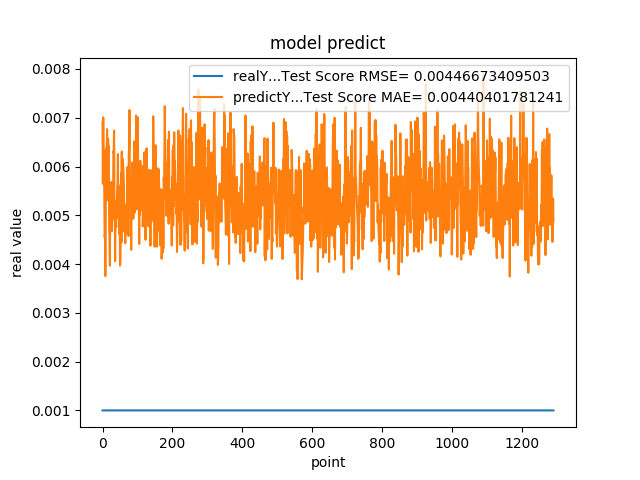 model predict
realY...Test Score RMSE= 0.00446673409503
predictY...Test Score MAE= 0.00440401781241
0.008
0.007
0.006
0.005
0.004
0.003
0.002
0.001
real value
0 200 400 600 800 1000 1200
point